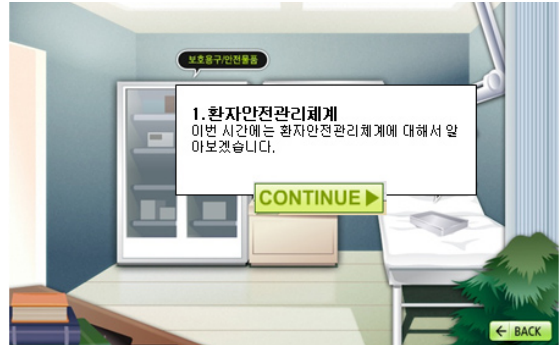 보호용구/안전물품
1.환자안전관리체계
이번 시간에는 환자안전관리체계에 대해서 알
아보겠습니다.
CONTINUE
BACK